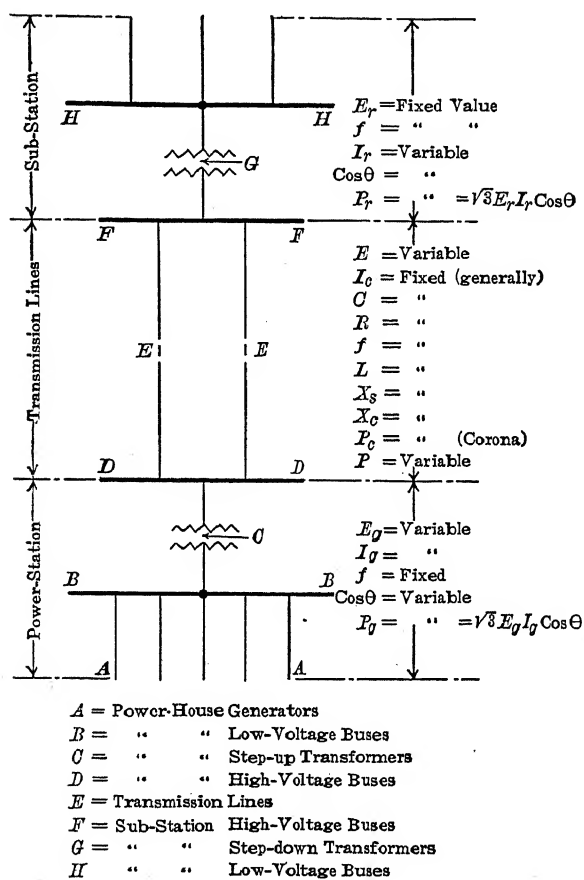 Sub-Station
H H
G
E_r = Fixed Value
f = " "
I_r = Variable
Cosθ = "
P_r = " = √3 E_r I_r Cosθ
F F
Transmission Lines
E E
E = Variable
I_c = Fixed (generally)
C = "
R = "
f = "
L = "
X_s = "
X_c = "
P_c = " (Corona)
P = Variable
D D
Power-Station
C
E_g = Variable
I_g = "
f = Fixed
Cosθ = Variable
P_g = " = √3 E_g I_g Cosθ
B B
A A
A = Power-House Generators
B = " " Low-Voltage Buses
C = " " Step-up Transformers
D = " " High-Voltage Buses
E = Transmission Lines
F = Sub-Station High-Voltage Buses
G = " " Step-down Transformers
H " " Low-Voltage Buses